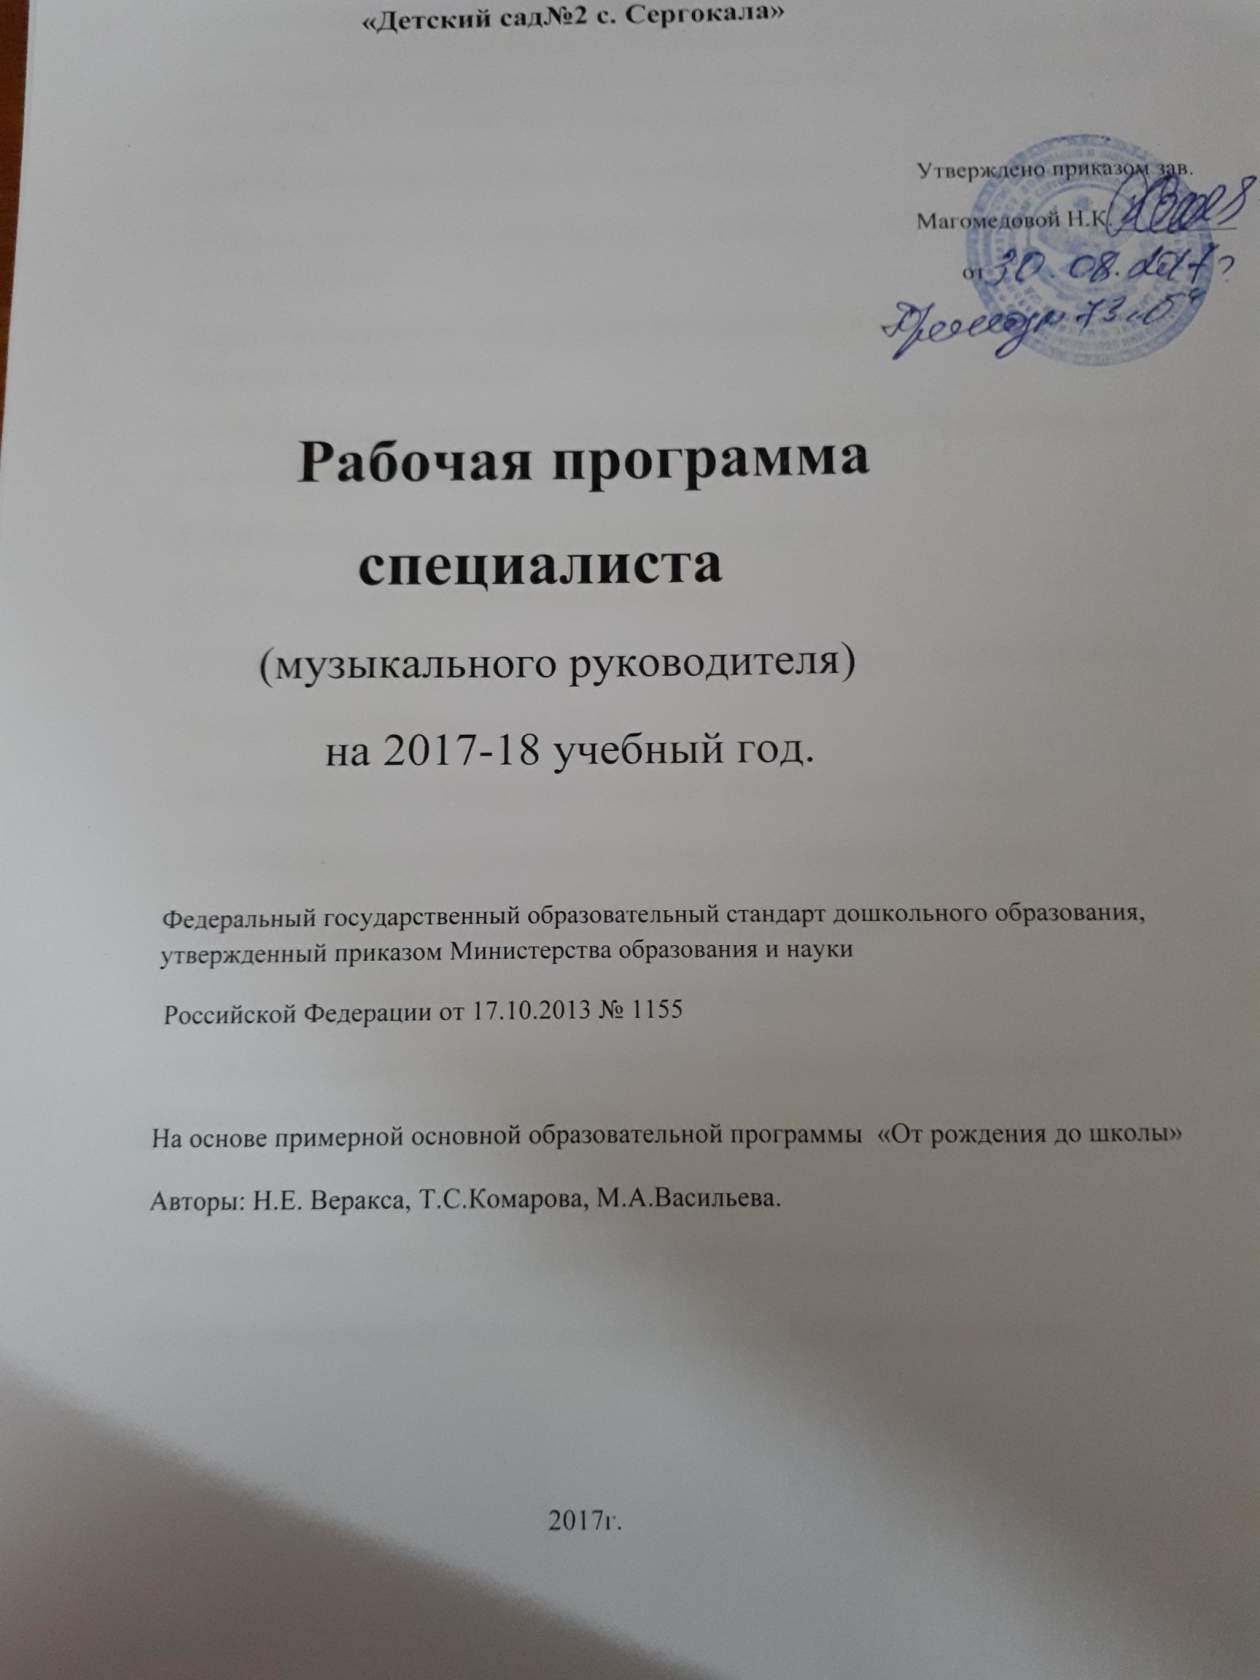 «Детский сад№2 с. Сергокала»
Утверждено приказом зав.
Магомедовой Н.К.
от 30.08.2017г
Рабочая программа
специалиста
(музыкального руководителя)
на 2017-18 учебный год.
Федеральный государственный образовательный стандарт дошкольного образования,
утвержденный приказом Министерства образования и науки
Российской Федерации от 17.10.2013 № 1155
На основе примерной основной образовательной программы «От рождения до школы»
Авторы: Н.Е. Веракса, Т.С.Комарова, М.А.Васильева.
2017г.